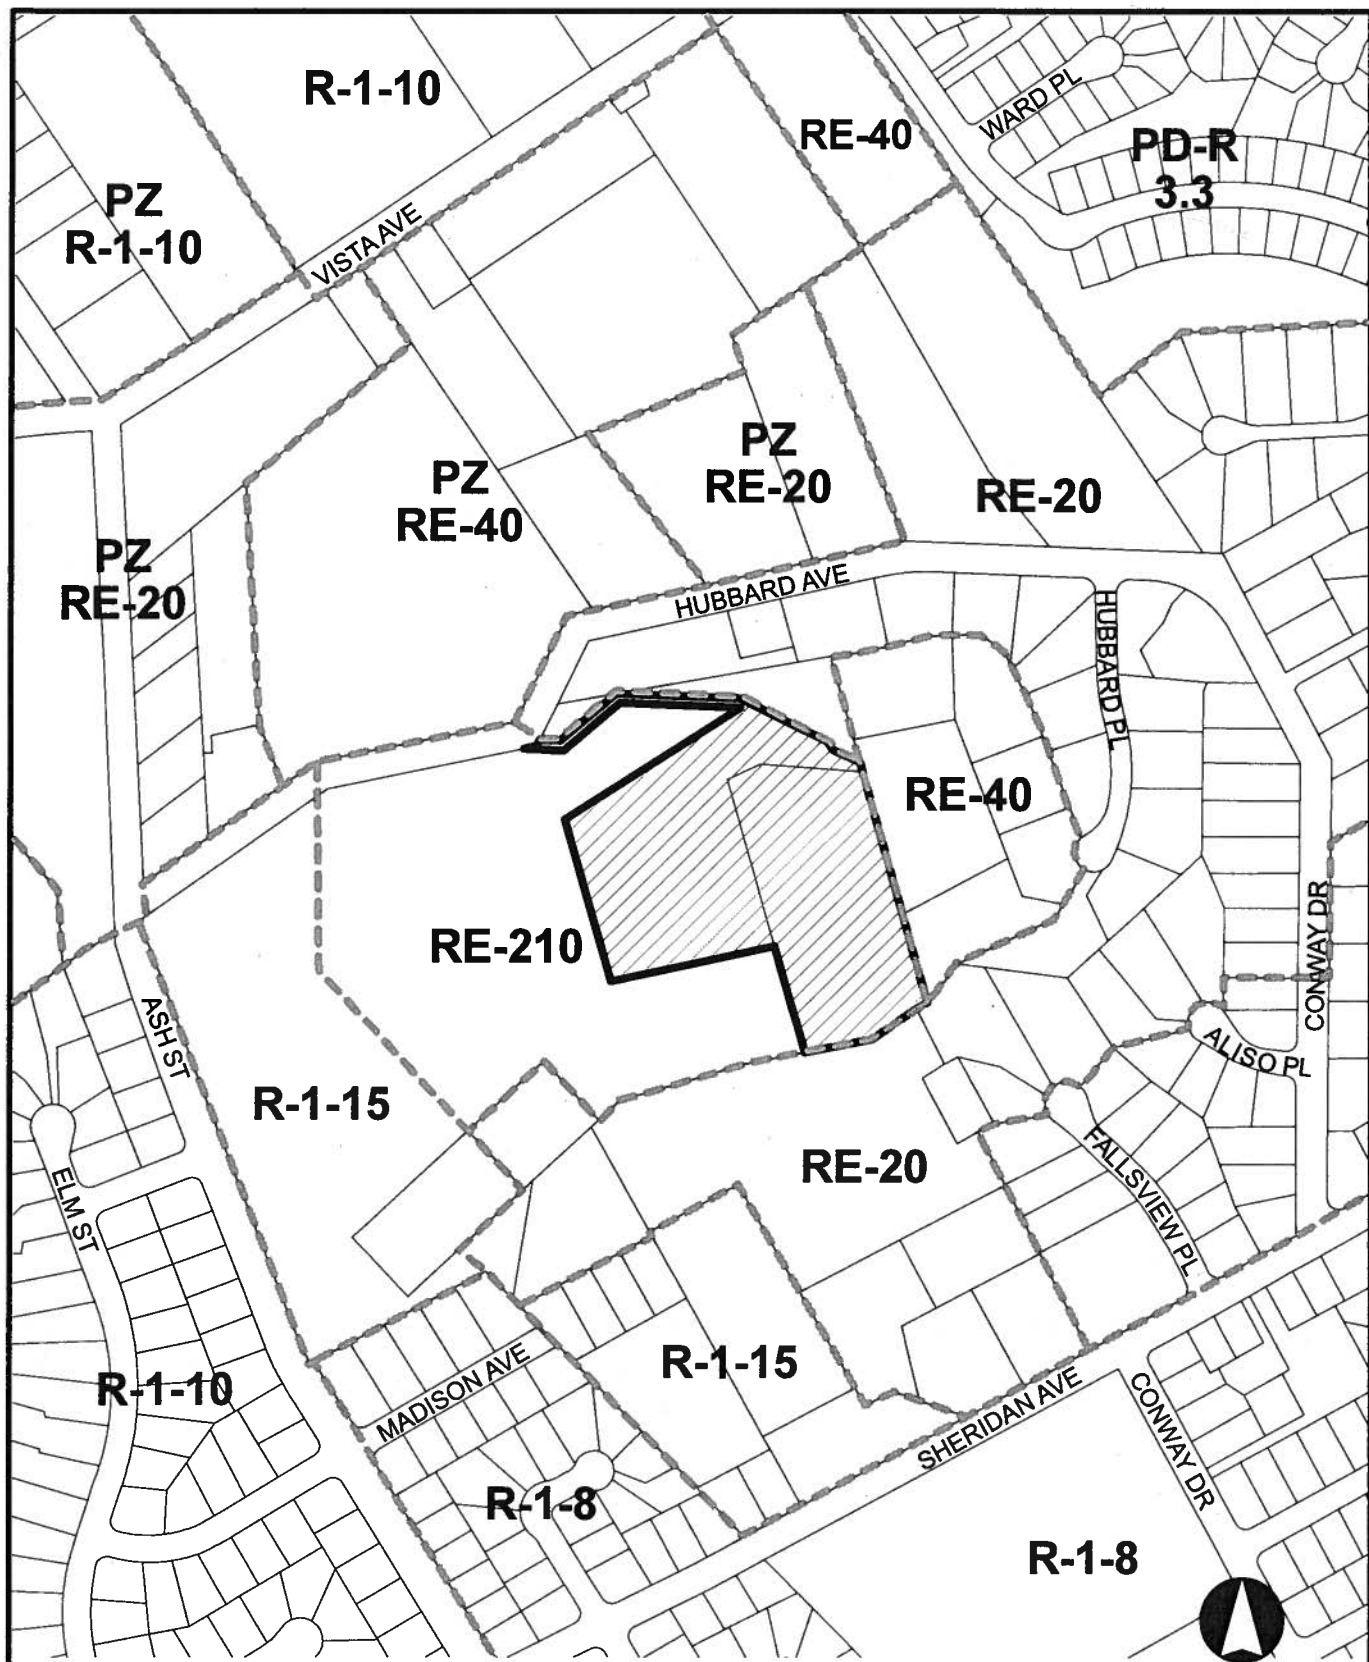 R-1-10
RE-40
WARD PL
PD-R
3.3
PZ
R-1-10
VISTA AVE
PZ
RE-20
PZ
RE-40
RE-20
PZ
RE-20
HUBBARD AVE
HUBBARD PL
RE-40
RE-210
CONWAY DR
ASH ST
ALISO PL
R-1-15
RE-20
FALLSVIEW PL
ELM ST
R-1-15
R-1-10
MADISON AVE
SHERIDAN AVE
CONWAY DR
R-1-8
R-1-8